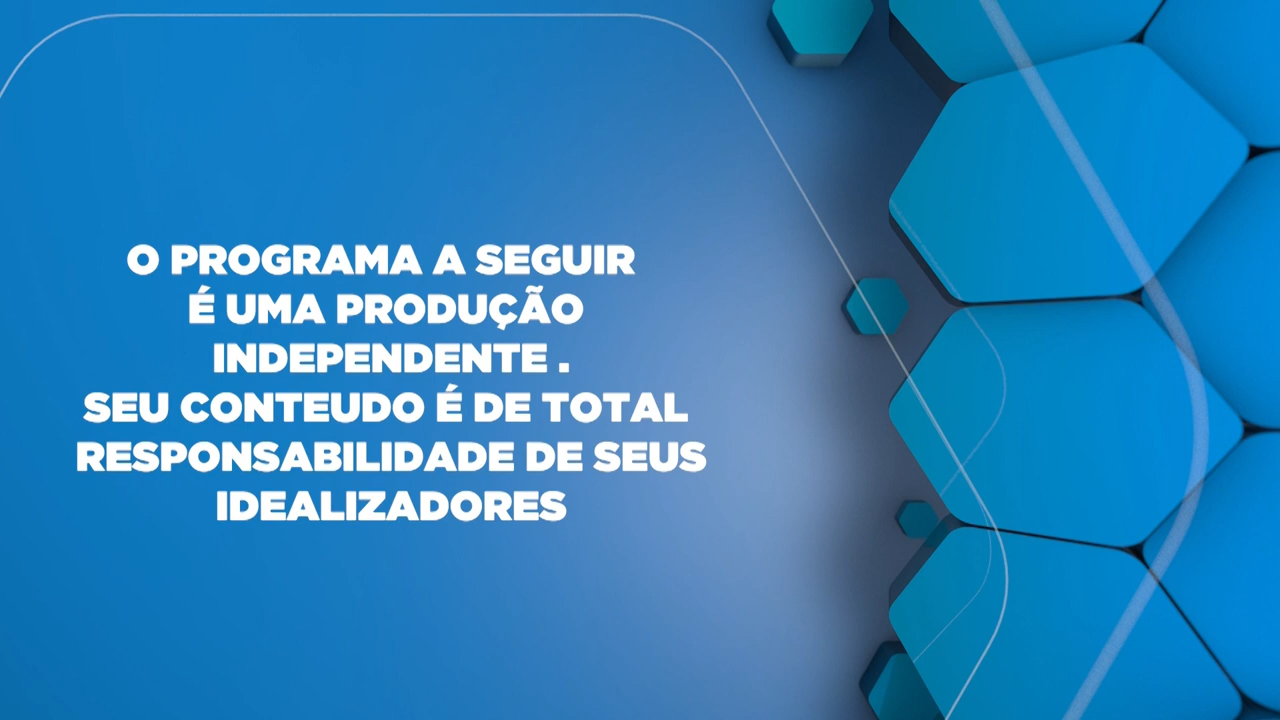 O PROGRAMA A SEGUIR
É UMA PRODUÇÃO
INDEPENDENTE .
SEU CONTEUDO É DE TOTAL
RESPONSABILIDADE DE SEUS
IDEALIZADORES